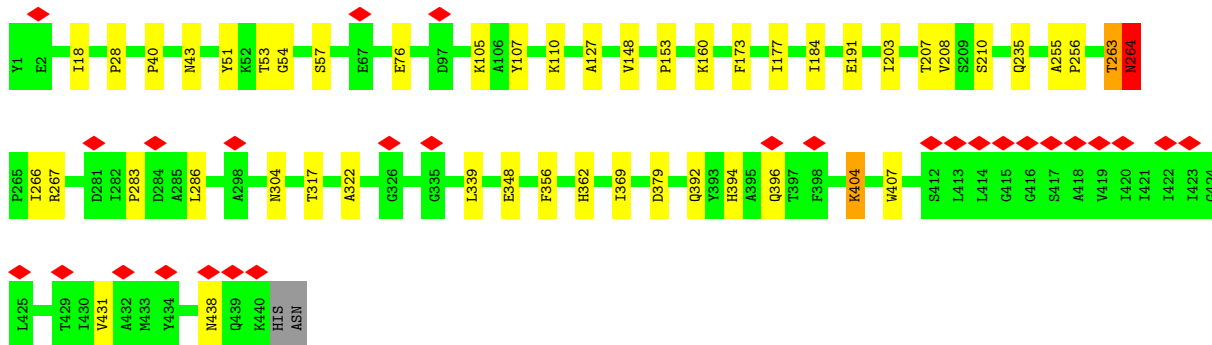 Y1 E2 I18 P28 P40 N43 Y51 K52 T53 G54 S57 E67 E76 D97 K105 A106 Y107 K110 A127 V148 P153 K160 F173 I177 I184 E191 I203 T207 V208 S209 S210 Q235 A255 P256 T263 N264
P265 I266 R267 D281 I282 P283 D284 A285 L286 A298 N304 T317 A322 G326 G335 L339 E348 F356 H362 I369 D379 Q392 Y393 H394 A395 Q396 T397 F398 K404 W407 S412 L413 L414 G415 G416 S417 A418 V419 I420 I421 I422 I423 G424
L425 T429 I430 V431 A432 M433 Y434 N438 Q439 K440 HIS ASN